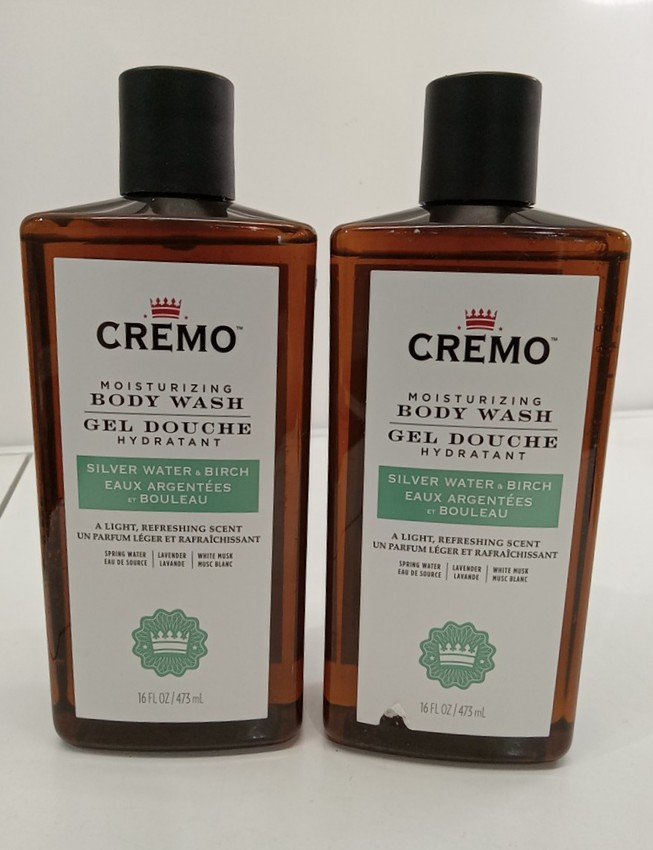 CREMO™
MOISTURIZING
BODY WASH
GEL DOUCHE
HYDRATANT
SILVER WATER & BIRCH
EAUX ARGENTÉES
ET BOULEAU
A LIGHT, REFRESHING SCENT
UN PARFUM LÉGER ET RAFRAÎCHISSANT
SPRING WATER | LAVENDER | WHITE MUSK
EAU DE SOURCE | LAVANDE | MUSC BLANC
16 FL OZ / 473 mL
CREMO™
MOISTURIZING
BODY WASH
GEL DOUCHE
HYDRATANT
SILVER WATER & BIRCH
EAUX ARGENTÉES
ET BOULEAU
A LIGHT, REFRESHING SCENT
UN PARFUM LÉGER ET RAFRAÎCHISSANT
SPRING WATER | LAVENDER | WHITE MUSK
EAU DE SOURCE | LAVANDE | MUSC BLANC
16 FL OZ / 473 mL